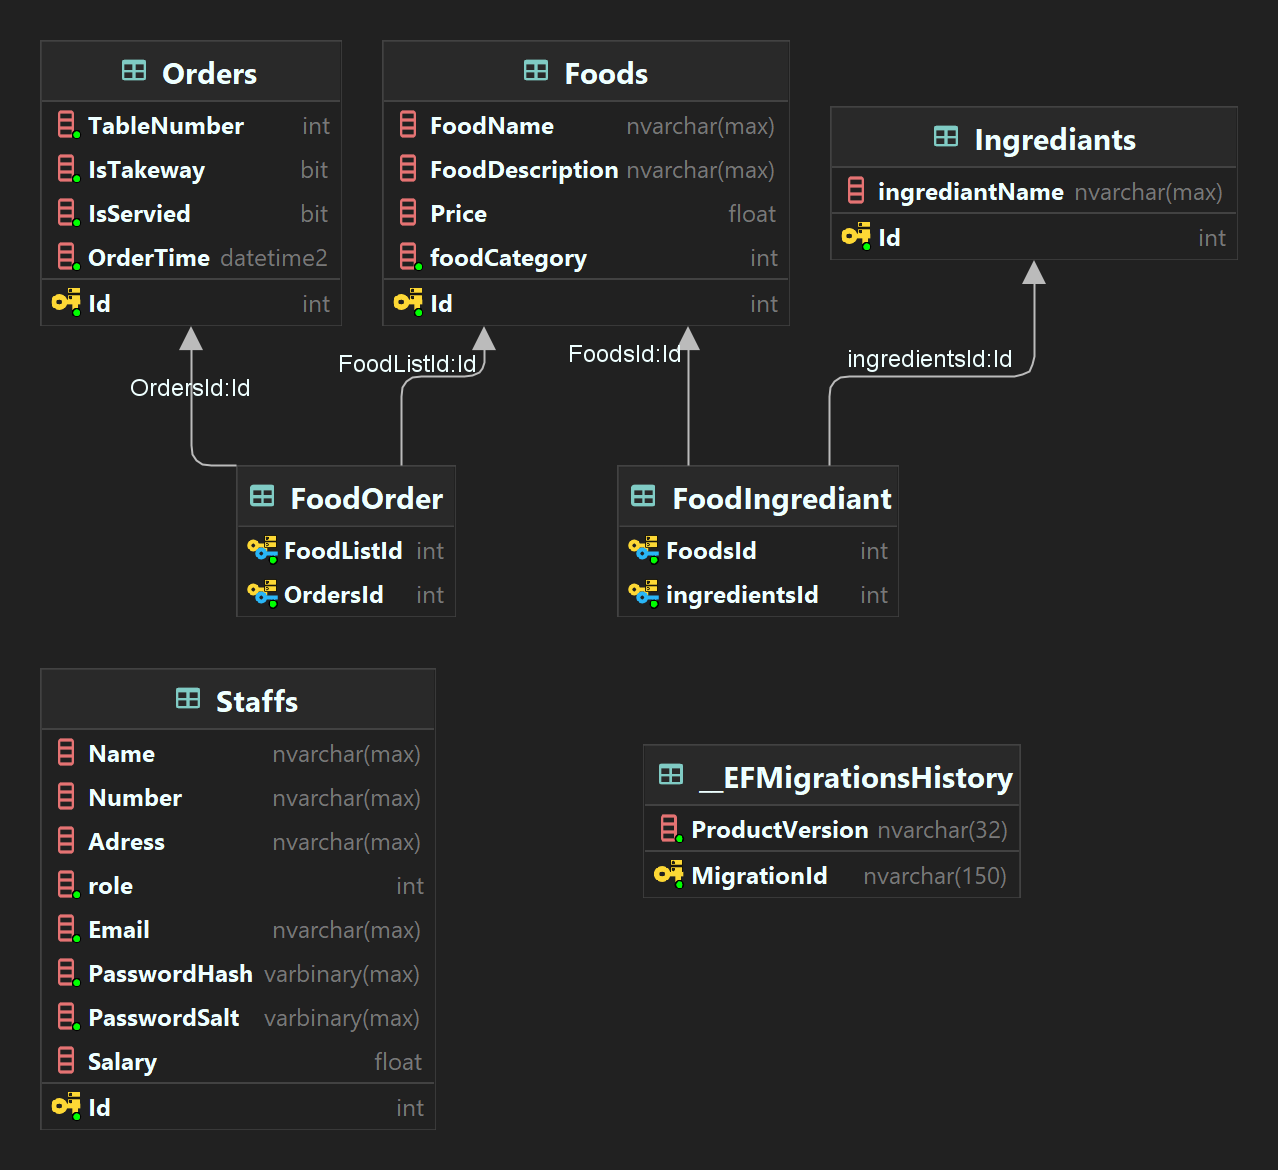 Orders
TableNumber int
IsTakeway bit
IsServied bit
OrderTime datetime2
Id int
Foods
FoodName nvarchar(max)
FoodDescription nvarchar(max)
Price float
foodCategory int
Id int
Ingrediants
ingrediantName nvarchar(max)
Id int
OrdersId:Id
FoodListId:Id
FoodsId:Id
ingredientsId:Id
FoodOrder
FoodListId int
OrdersId int
FoodIngrediant
FoodsId int
ingredientsId int
Staffs
Name nvarchar(max)
Number nvarchar(max)
Adress nvarchar(max)
role int
Email nvarchar(max)
PasswordHash varbinary(max)
PasswordSalt varbinary(max)
Salary float
Id int
__EFMigrationsHistory
ProductVersion nvarchar(32)
MigrationId nvarchar(150)